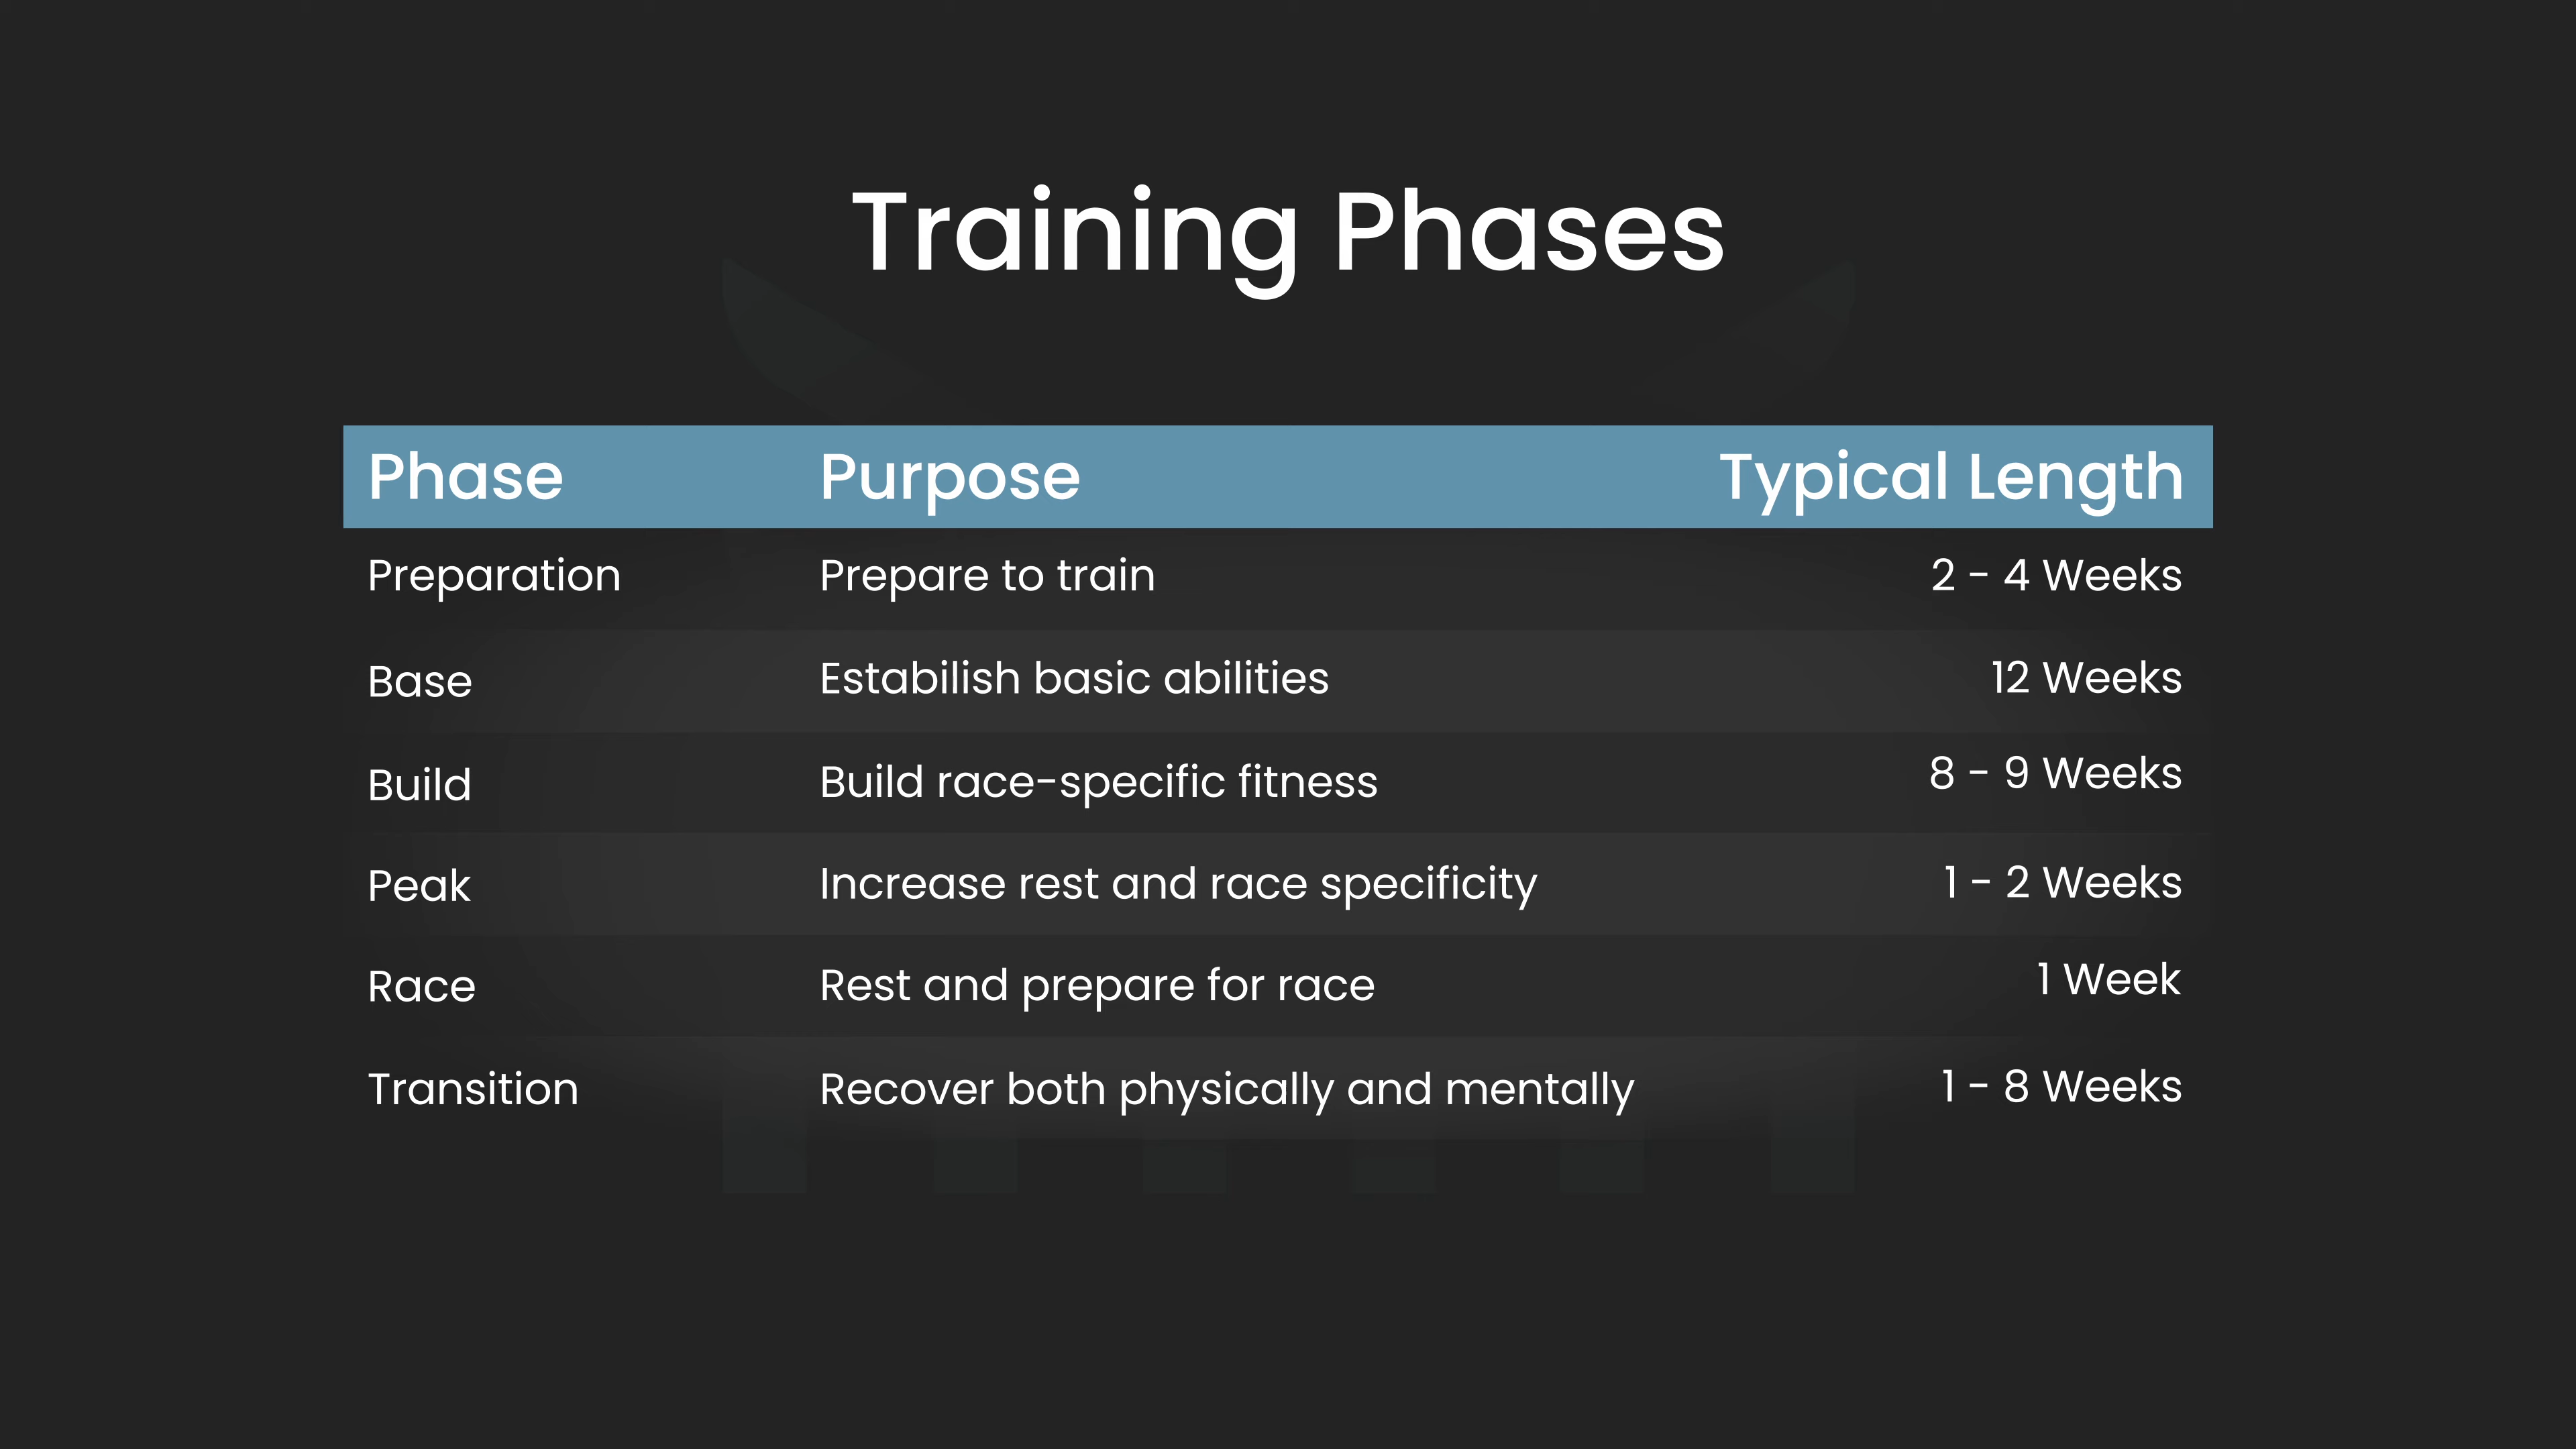 Training Phases
Phase Purpose Typical Length
Preparation Prepare to train 2 - 4 Weeks
Base Estabilish basic abilities 12 Weeks
Build Build race-specific fitness 8 - 9 Weeks
Peak Increase rest and race specificity 1 - 2 Weeks
Race Rest and prepare for race 1 Week
Transition Recover both physically and mentally 1 - 8 Weeks